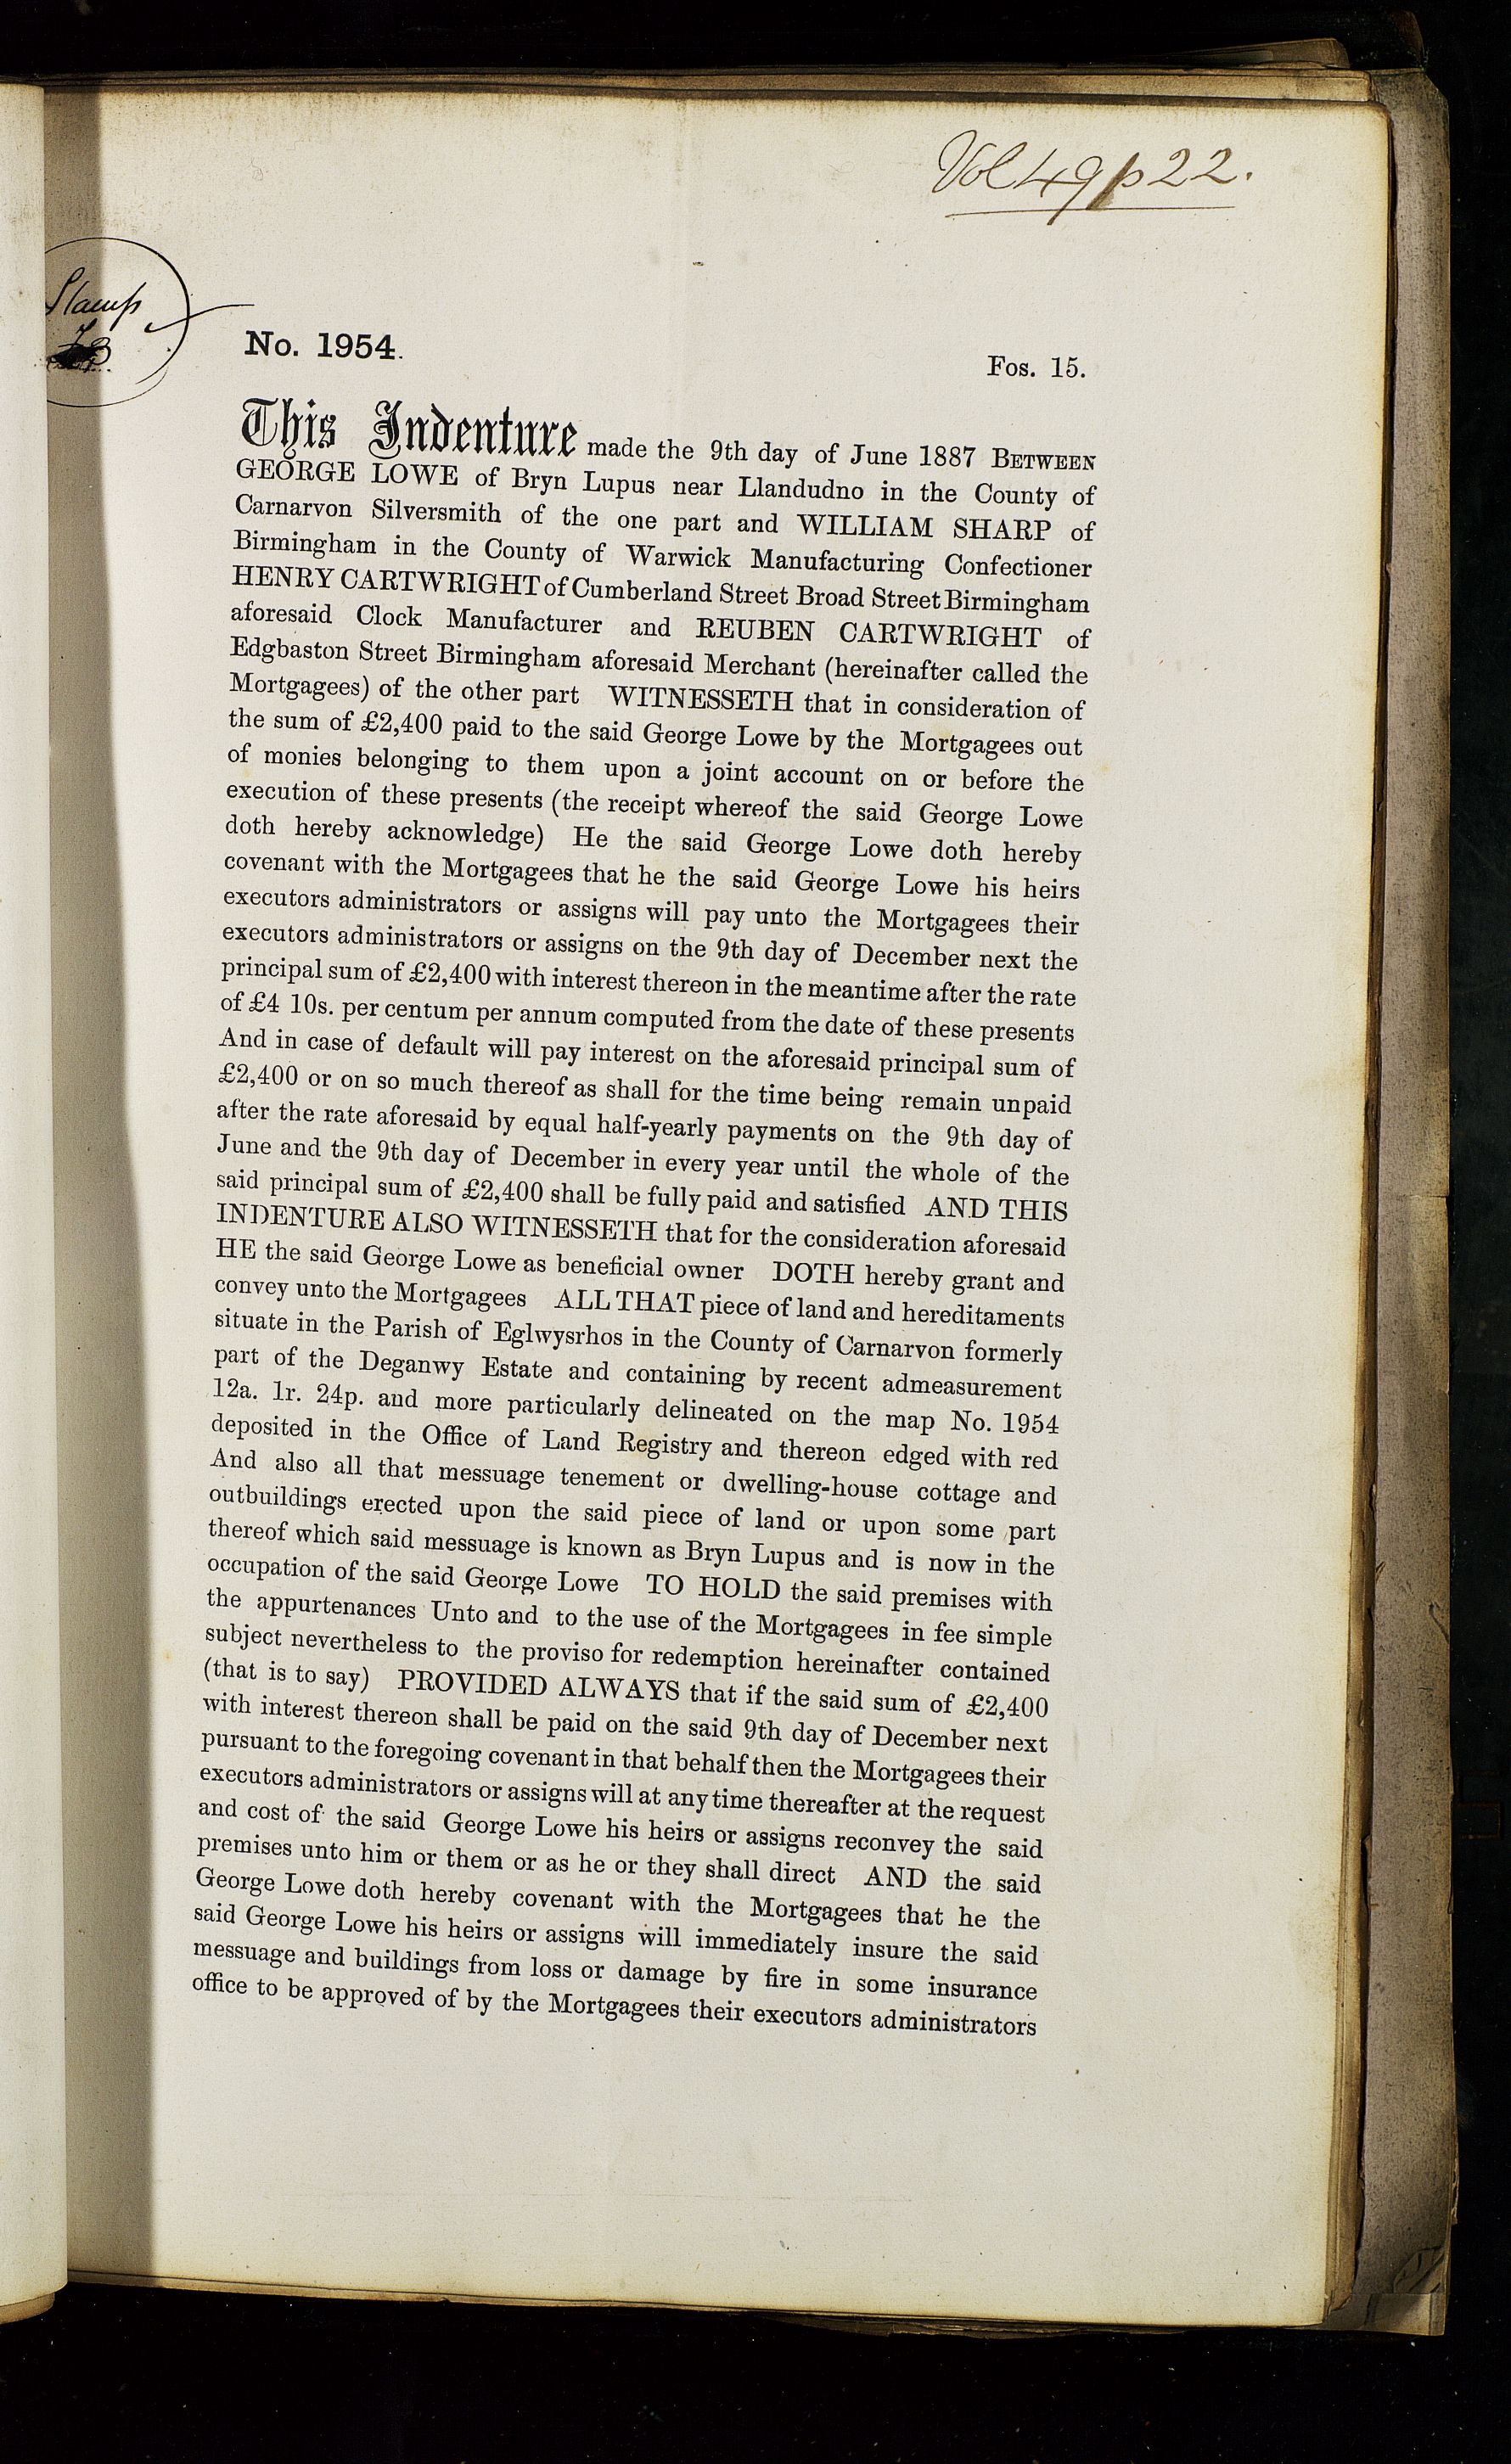 Vol 49 p 22.
Stamp
No. 1954.
Fos. 15.
This Indenture made the 9th day of June 1887 BETWEEN
GEORGE LOWE of Bryn Lupus near Llandudno in the County of
Carnarvon Silversmith of the one part and WILLIAM SHARP of
Birmingham in the County of Warwick Manufacturing Confectioner
HENRY CARTWRIGHT of Cumberland Street Broad Street Birmingham
aforesaid Clock Manufacturer and REUBEN CARTWRIGHT of
Edgbaston Street Birmingham aforesaid Merchant (hereinafter called the
Mortgagees) of the other part WITNESSETH that in consideration of
the sum of £2,400 paid to the said George Lowe by the Mortgagees out
of monies belonging to them upon a joint account on or before the
execution of these presents (the receipt whereof the said George Lowe
doth hereby acknowledge) He the said George Lowe doth hereby
covenant with the Mortgagees that he the said George Lowe his heirs
executors administrators or assigns will pay unto the Mortgagees their
executors administrators or assigns on the 9th day of December next the
principal sum of £2,400 with interest thereon in the meantime after the rate
of £4 10s. per centum per annum computed from the date of these presents
And in case of default will pay interest on the aforesaid principal sum of
£2,400 or on so much thereof as shall for the time being remain unpaid
after the rate aforesaid by equal half-yearly payments on the 9th day of
June and the 9th day of December in every year until the whole of the
said principal sum of £2,400 shall be fully paid and satisfied AND THIS
INDENTURE ALSO WITNESSETH that for the consideration aforesaid
HE the said George Lowe as beneficial owner DOTH hereby grant and
convey unto the Mortgagees ALL THAT piece of land and hereditaments
situate in the Parish of Eglwysrhos in the County of Carnarvon formerly
part of the Deganwy Estate and containing by recent admeasurement
12a. 1r. 24p. and more particularly delineated on the map No. 1954
deposited in the Office of Land Registry and thereon edged with red
And also all that messuage tenement or dwelling-house cottage and
outbuildings erected upon the said piece of land or upon some part
thereof which said messuage is known as Bryn Lupus and is now in the
occupation of the said George Lowe TO HOLD the said premises with
the appurtenances Unto and to the use of the Mortgagees in fee simple
subject nevertheless to the proviso for redemption hereinafter contained
(that is to say) PROVIDED ALWAYS that if the said sum of £2,400
with interest thereon shall be paid on the said 9th day of December next
pursuant to the foregoing covenant in that behalf then the Mortgagees their
executors administrators or assigns will at any time thereafter at the request
and cost of the said George Lowe his heirs or assigns reconvey the said
premises unto him or them or as he or they shall direct AND the said
George Lowe doth hereby covenant with the Mortgagees that he the
said George Lowe his heirs or assigns will immediately insure the said
messuage and buildings from loss or damage by fire in some insurance
office to be approved of by the Mortgagees their executors administrators